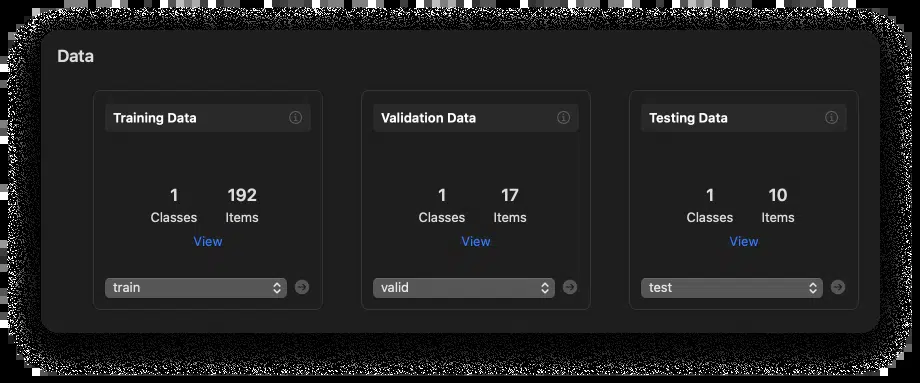 Data
Training Data
1 192
Classes Items
View
train
Validation Data
1 17
Classes Items
View
valid
Testing Data
1 10
Classes Items
View
test